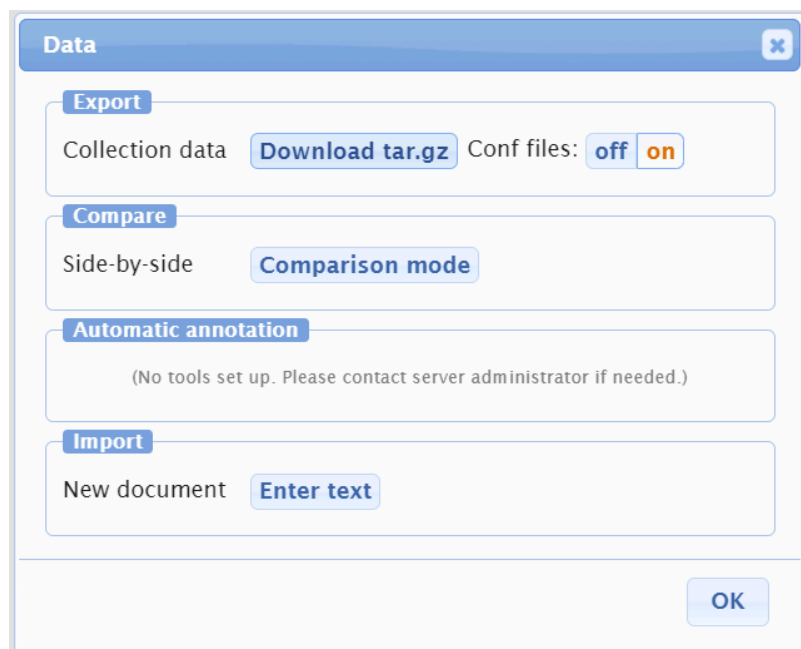 Data
Export
Collection data Download tar.gz Conf files: off on
Compare
Side-by-side Comparison mode
Automatic annotation
(No tools set up. Please contact server administrator if needed.)
Import
New document Enter text
OK